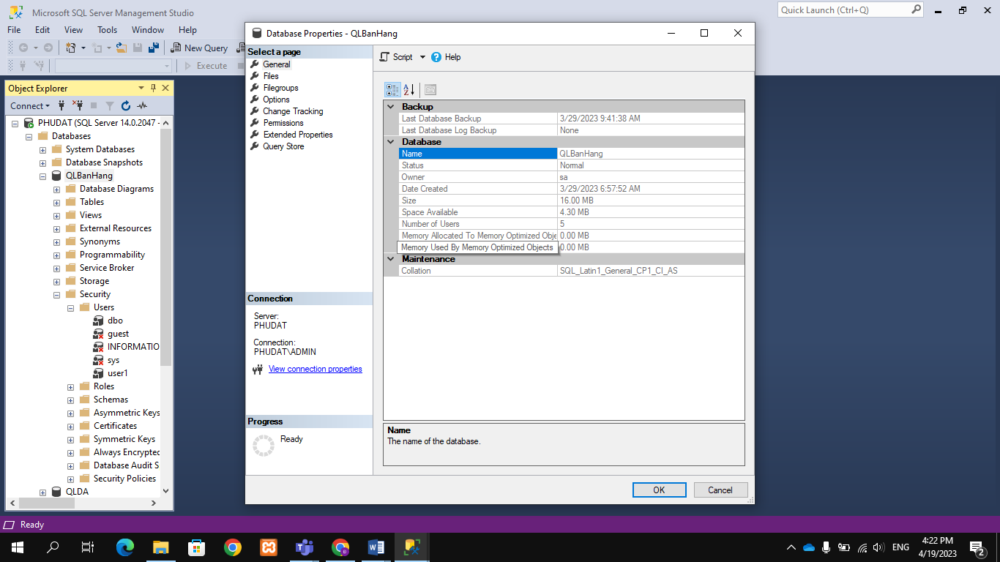 Microsoft SQL Server Management Studio
Quick Launch (Ctrl+Q)
File Edit View Tools Window Help
New Query
Execute
Object Explorer
Connect
PHUDAT (SQL Server 14.0.2047 -
Databases
System Databases
Database Snapshots
QLBanHang
Database Diagrams
Tables
Views
External Resources
Synonyms
Programmability
Service Broker
Storage
Security
Users
dbo
guest
INFORMATIO
sys
user1
Roles
Schemas
Asymmetric Keys
Certificates
Symmetric Keys
Always Encrypted
Database Audit S
Security Policies
QLDA
Database Properties - QLBanHang
Select a page
General
Files
Filegroups
Options
Change Tracking
Permissions
Extended Properties
Query Store
Connection
Server:
PHUDAT
Connection:
PHUDAT\ADMIN
View connection properties
Progress
Ready
Script Help
Backup
Last Database Backup 3/29/2023 9:41:38 AM
Last Database Log Backup None
Database
Name QLBanHang
Status Normal
Owner sa
Date Created 3/29/2023 6:57:52 AM
Size 16.00 MB
Space Available 4.30 MB
Number of Users 5
Memory Allocated To Memory Optimized Obje 0.00 MB
Memory Used By Memory Optimized Objects 0.00 MB
Maintenance
Collation SQL_Latin1_General_CP1_CI_AS
Name
The name of the database.
OK Cancel
Ready
ENG
4:22 PM
4/19/2023
2